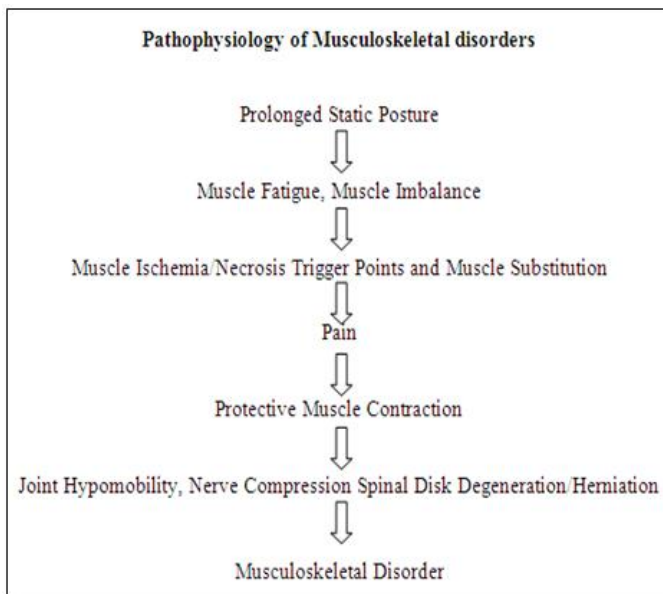 Pathophysiology of Musculoskeletal disorders
Prolonged Static Posture
Muscle Fatigue, Muscle Imbalance
Muscle Ischemia/Necrosis Trigger Points and Muscle Substitution
Pain
Protective Muscle Contraction
Joint Hypomobility, Nerve Compression Spinal Disk Degeneration/Herniation
Musculoskeletal Disorder